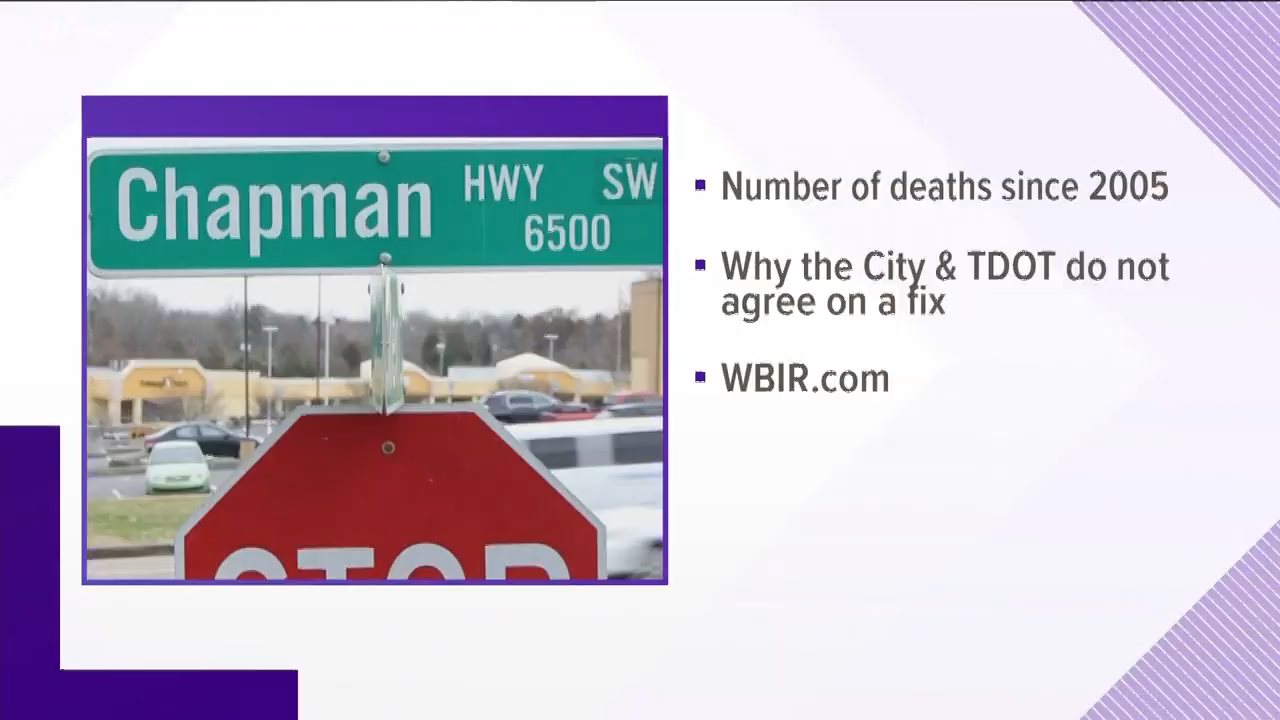 Chapman HWY SW
6500
STOP
Number of deaths since 2005
Why the City & TDOT do not
agree on a fix
WBIR.com